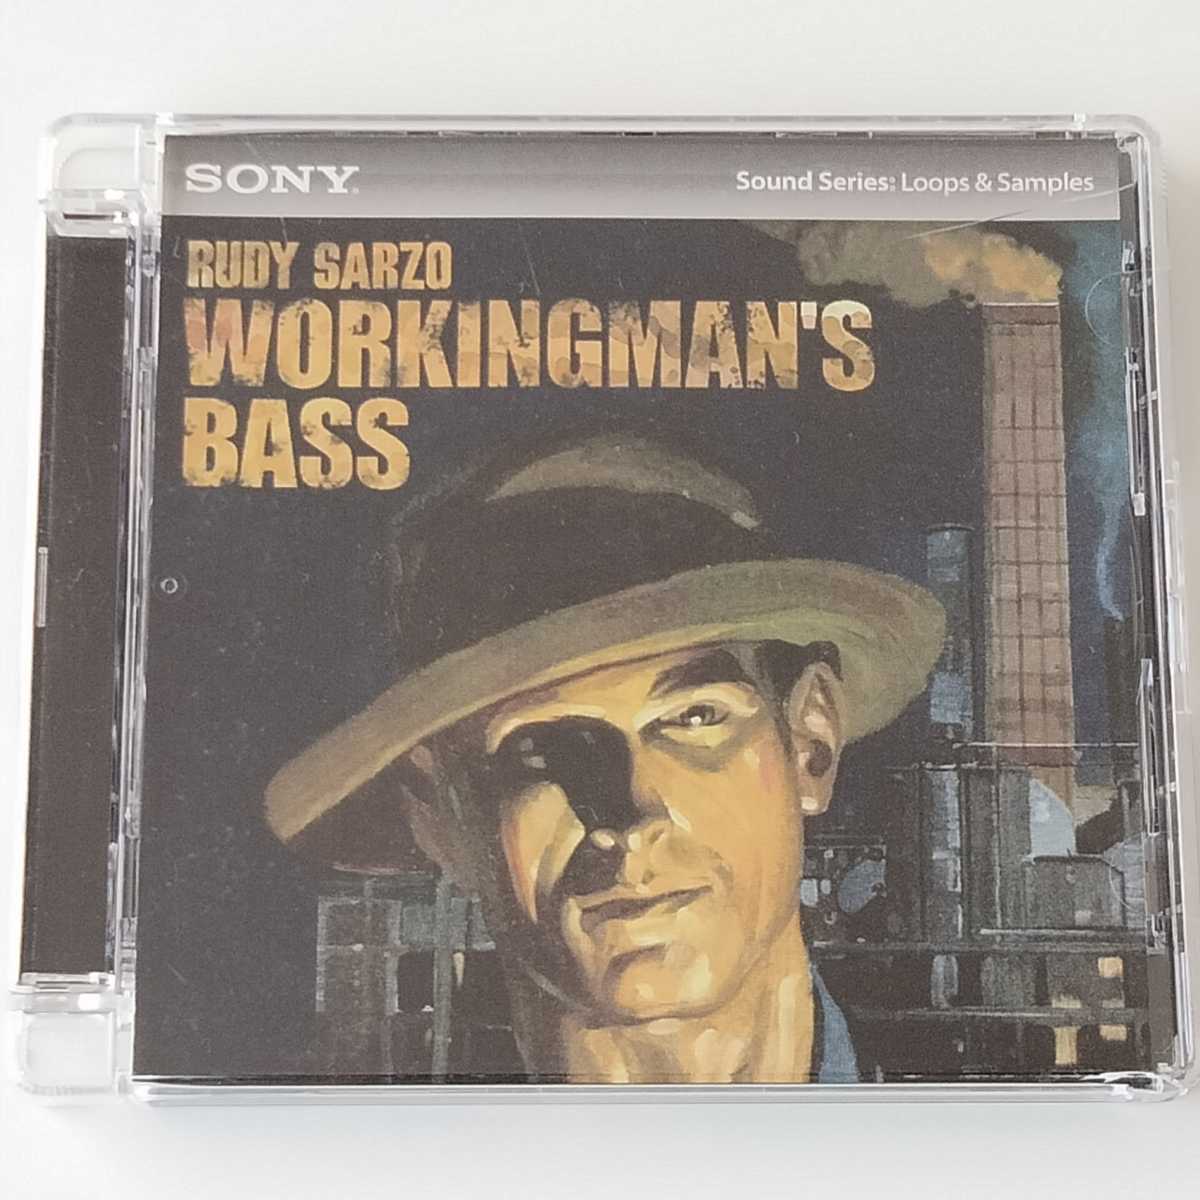 SONY
Sound Series: Loops & Samples
RUDY SARZO
WORKINGMAN'S
BASS